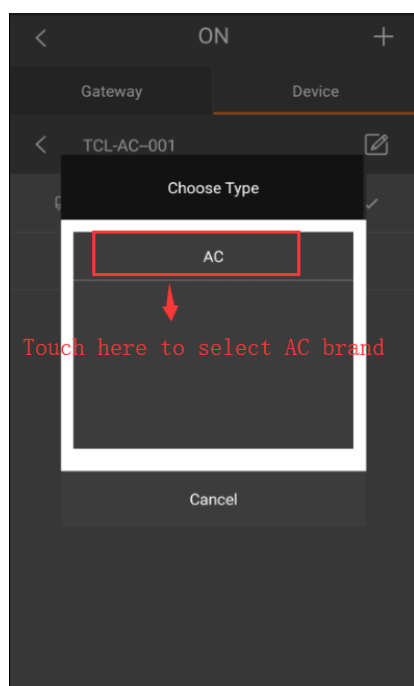 ON
Gateway Device
TCL-AC--001
Choose Type
AC
Touch here to select AC brand
Cancel